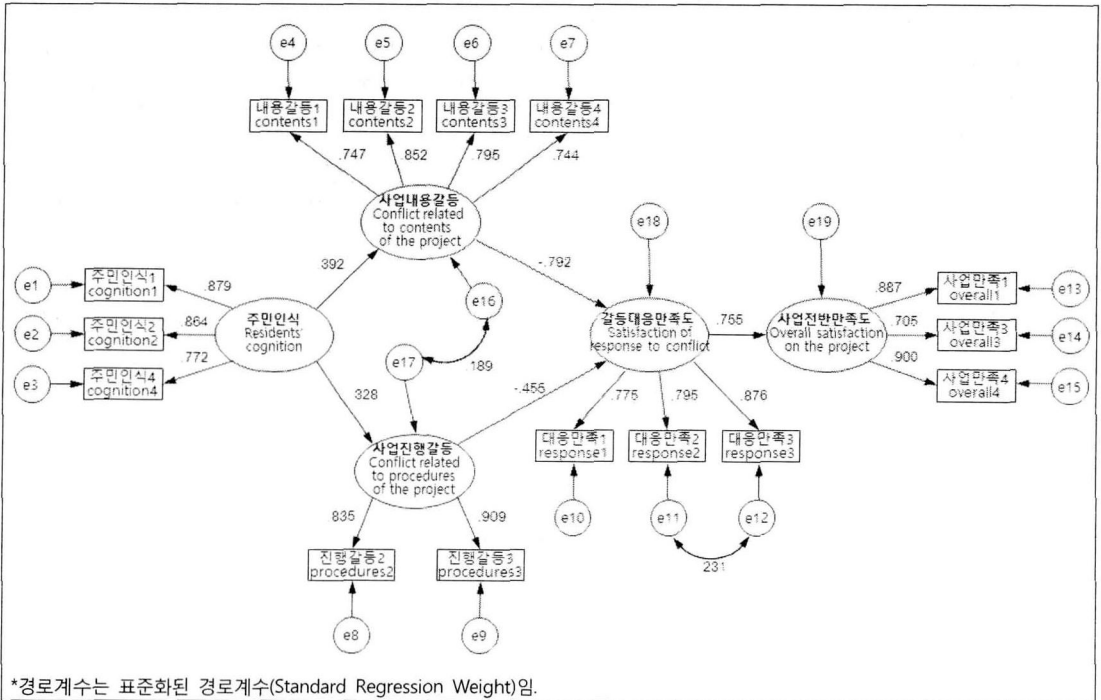 e4
e5
e6
e7
내용갈등1
contents1
내용갈등2
contents2
내용갈등3
contents3
내용갈등4
contents4
.747
.852
.795
.744
사업내용갈등
Conflict related
to contents
of the project
e18
e19
392
-.792
e1
주민인식1
cognition1
.879
e2
주민인식2
cognition2
.864
e3
주민인식4
cognition4
.772
주민인식
Residents'
cognition
e16
e17
.189
갈등대응만족도
Satisfaction of
response to conflict
.755
사업전반만족도
Overall satisfaction
on the project
.887
사업만족1
overall1
e13
.705
사업만족3
overall3
e14
.900
사업만족4
overall4
e15
328
-.455
.775
.795
.876
사업진행갈등
Conflict related
to procedures
of the project
대응만족1
response1
대응만족2
response2
대응만족3
response3
e10
e11
e12
231
835
.909
진행갈등2
procedures2
진행갈등3
procedures3
e8
e9
*경로계수는 표준화된 경로계수(Standard Regression Weight)임.